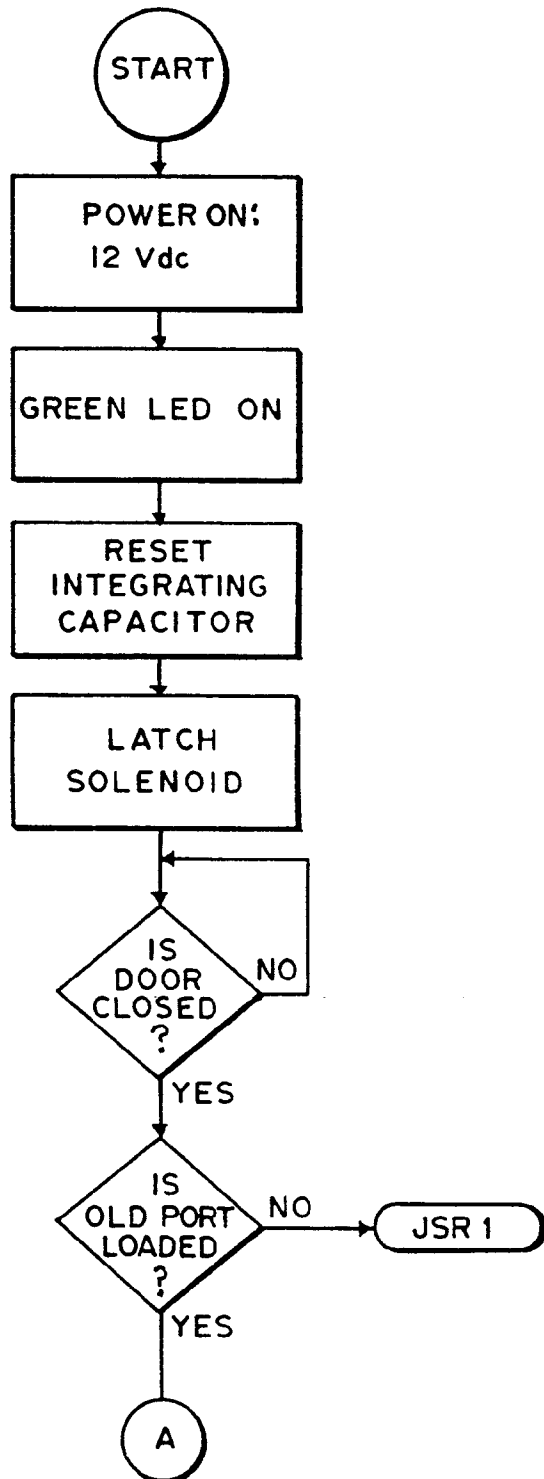 START
POWER ON:
12 Vdc
GREEN LED ON
RESET
INTEGRATING
CAPACITOR
LATCH
SOLENOID
IS
DOOR
CLOSED
?
NO
YES
IS
OLD PORT
LOADED
?
NO
JSR 1
YES
A